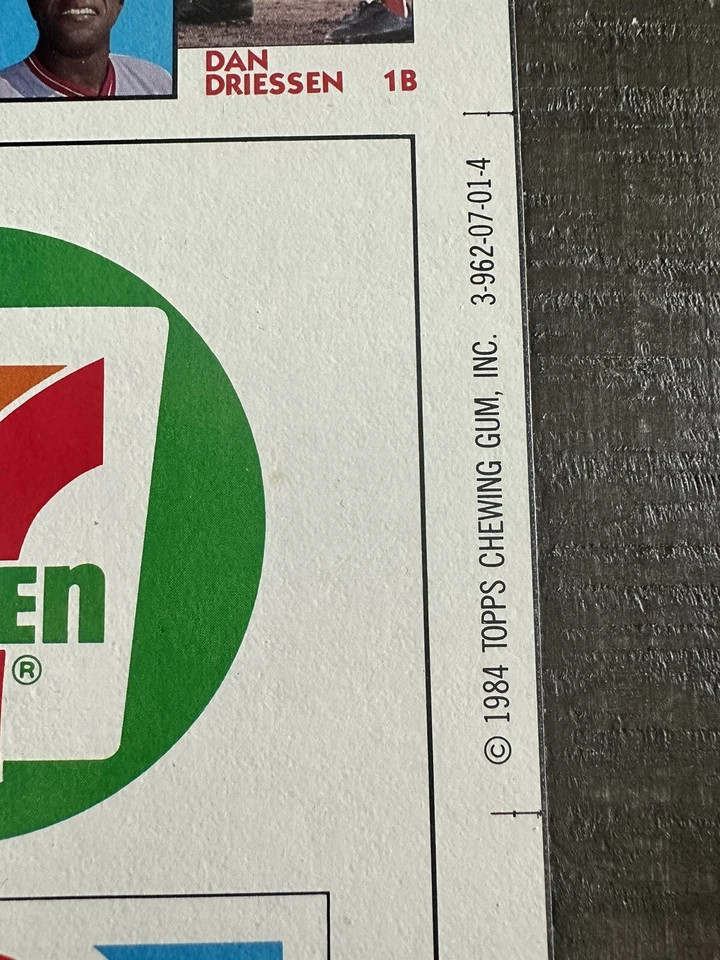 DAN
DRIESSEN 1B
EN
®
© 1984 TOPPS CHEWING GUM, INC. 3-962-07-01-4